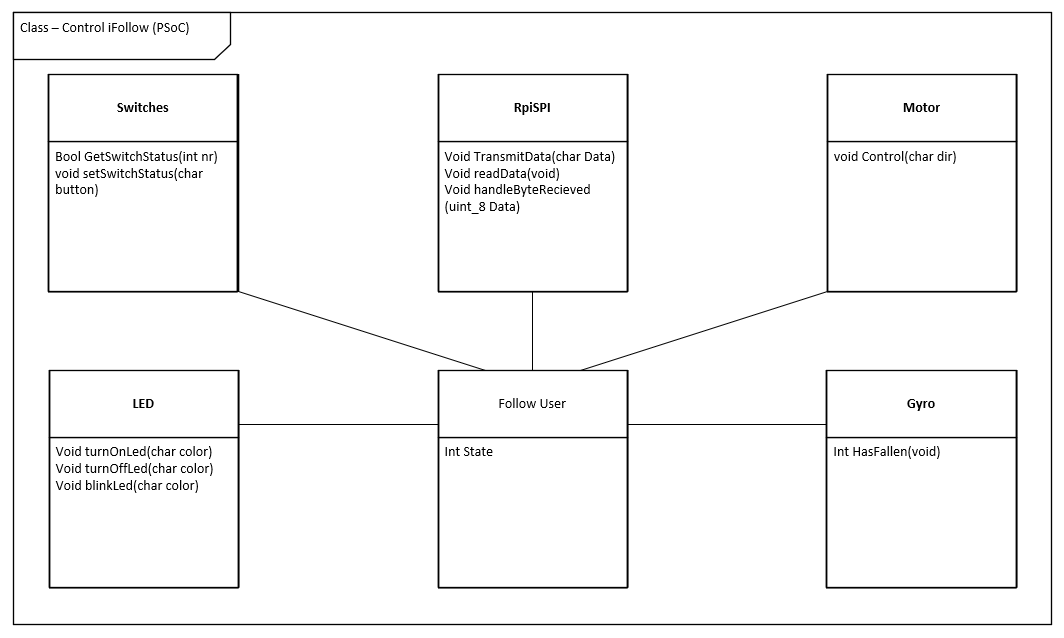 Class – Control iFollow (PSoC)
Switches
Bool GetSwitchStatus(int nr)
void setSwitchStatus(char
button)
RpiSPI
Void TransmitData(char Data)
Void readData(void)
Void handleByteRecieved
(uint_8 Data)
Motor
void Control(char dir)
LED
Void turnOnLed(char color)
Void turnOffLed(char color)
Void blinkLed(char color)
Follow User
Int State
Gyro
Int HasFallen(void)